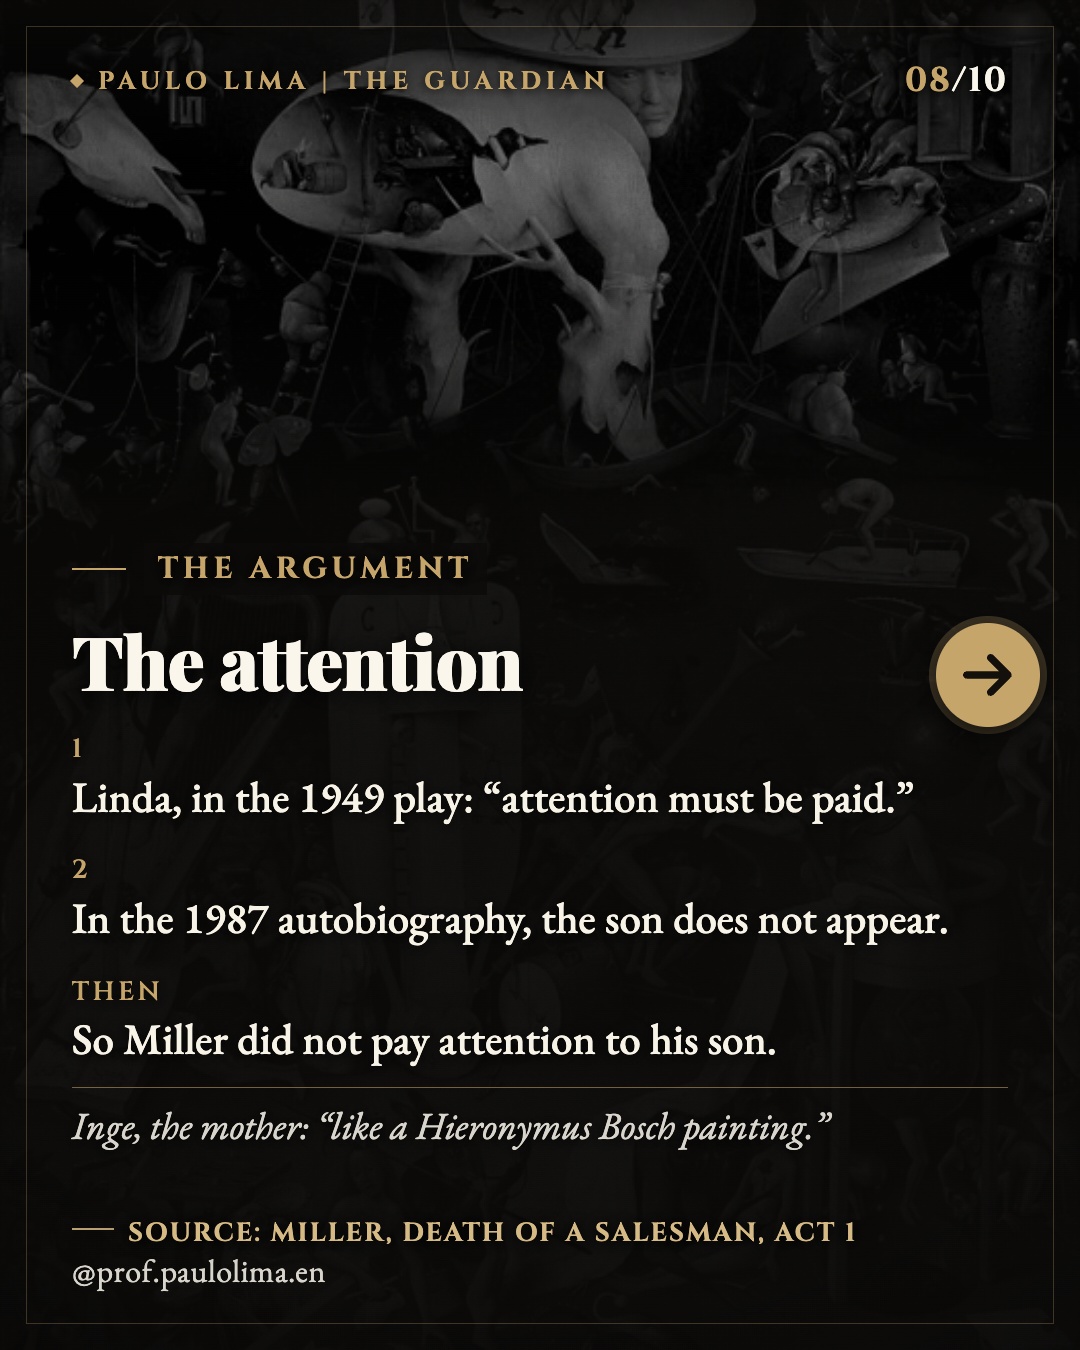 ◆ PAULO LIMA | THE GUARDIAN
08/10
THE ARGUMENT
The attention
1
Linda, in the 1949 play: “attention must be paid.”
2
In the 1987 autobiography, the son does not appear.
THEN
So Miller did not pay attention to his son.
Inge, the mother: “like a Hieronymus Bosch painting.”
SOURCE: MILLER, DEATH OF A SALESMAN, ACT 1
@prof.paulolima.en